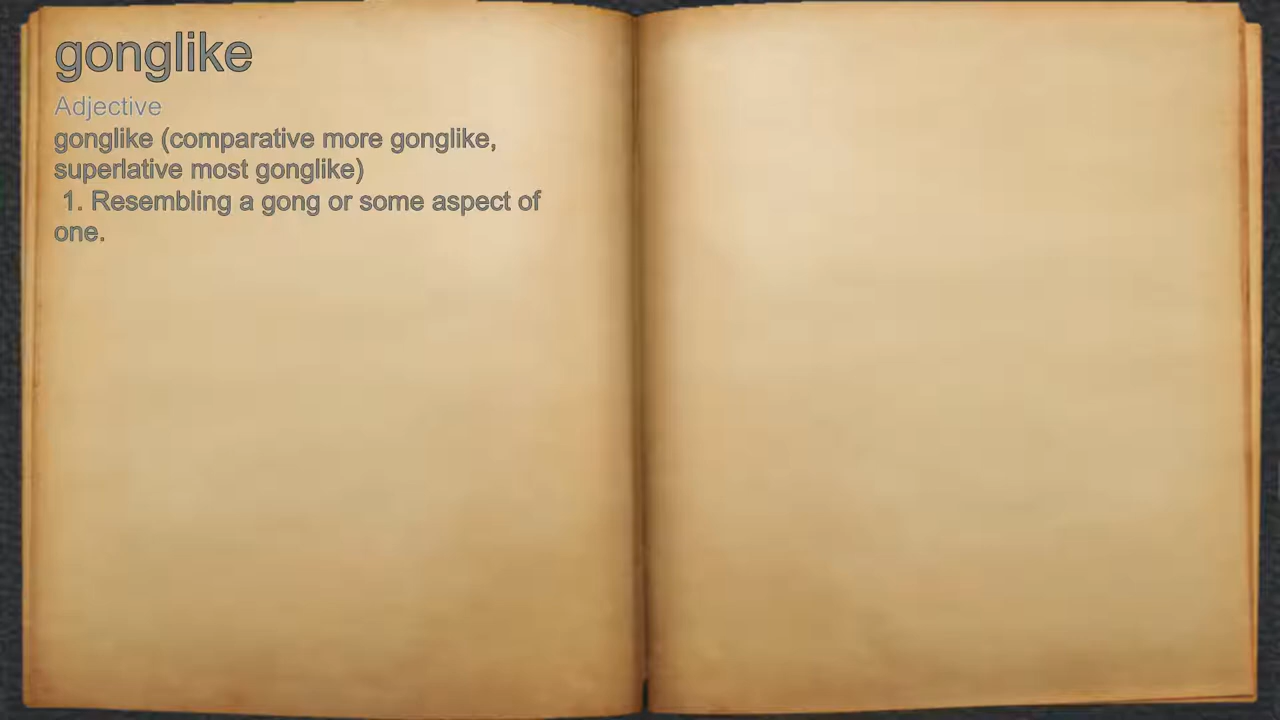 gonglike
Adjective
gonglike (comparative more gonglike,
superlative most gonglike)
1. Resembling a gong or some aspect of
one.